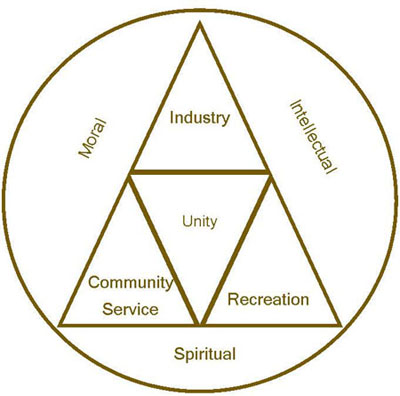 Moral
Intellectual
Industry
Unity
Community
Service
Recreation
Spiritual